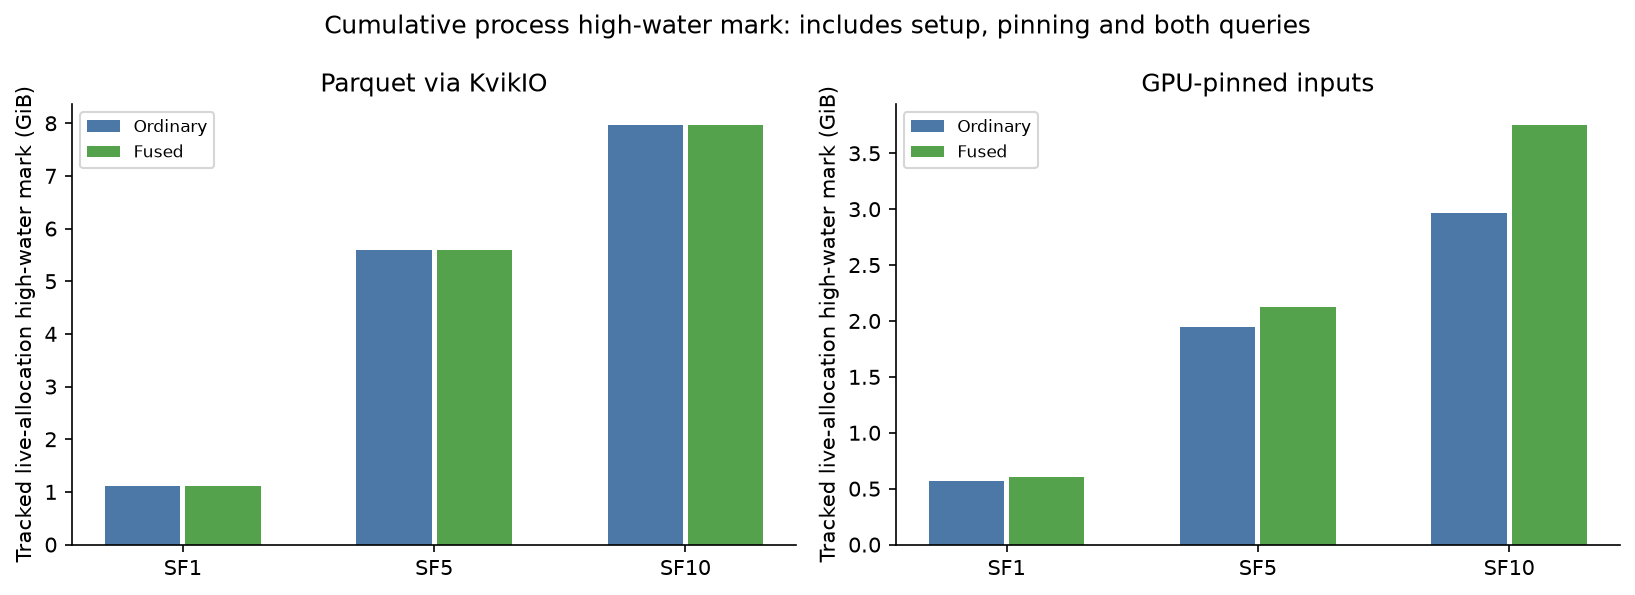 Cumulative process high-water mark: includes setup, pinning and both queries
Parquet via KvikIO
Tracked live-allocation high-water mark (GiB)
Ordinary
Fused
8
7
6
5
4
3
2
1
0
SF1
SF5
SF10
GPU-pinned inputs
Tracked live-allocation high-water mark (GiB)
Ordinary
Fused
3.5
3.0
2.5
2.0
1.5
1.0
0.5
0.0
SF1
SF5
SF10